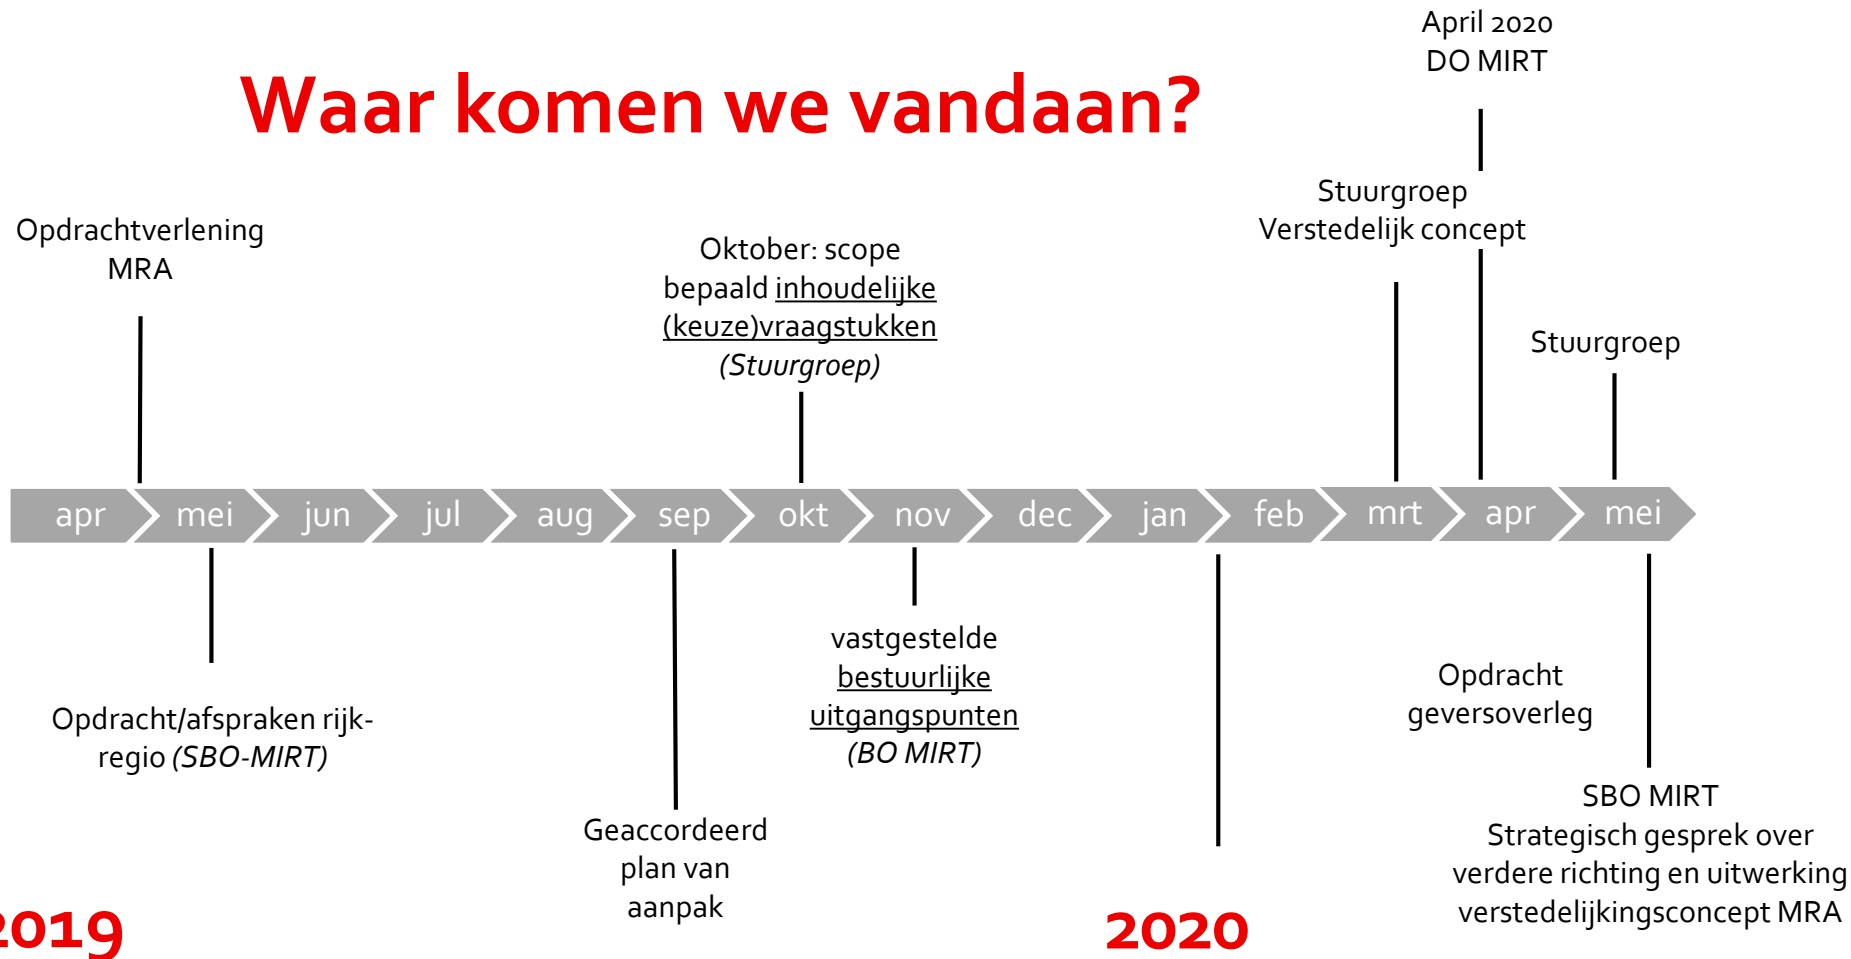 April 2020
DO MIRT
Waar komen we vandaan?
Stuurgroep
Verstedelijk concept
Opdrachtverlening
MRA
Oktober: scope
bepaald inhoudelijke
(keuze)vraagstukken
(Stuurgroep)
Stuurgroep
apr mei jun jul aug sep okt nov dec jan feb mrt apr mei
Opdracht/afspraken rijk-
regio (SBO-MIRT)
vastgestelde
bestuurlijke
uitgangspunten
(BO MIRT)
Opdracht
geversoverleg
Geaccordeerd
plan van
aanpak
SBO MIRT
Strategisch gesprek over
verdere richting en uitwerking
verstedelijkingsconcept MRA
2019
2020